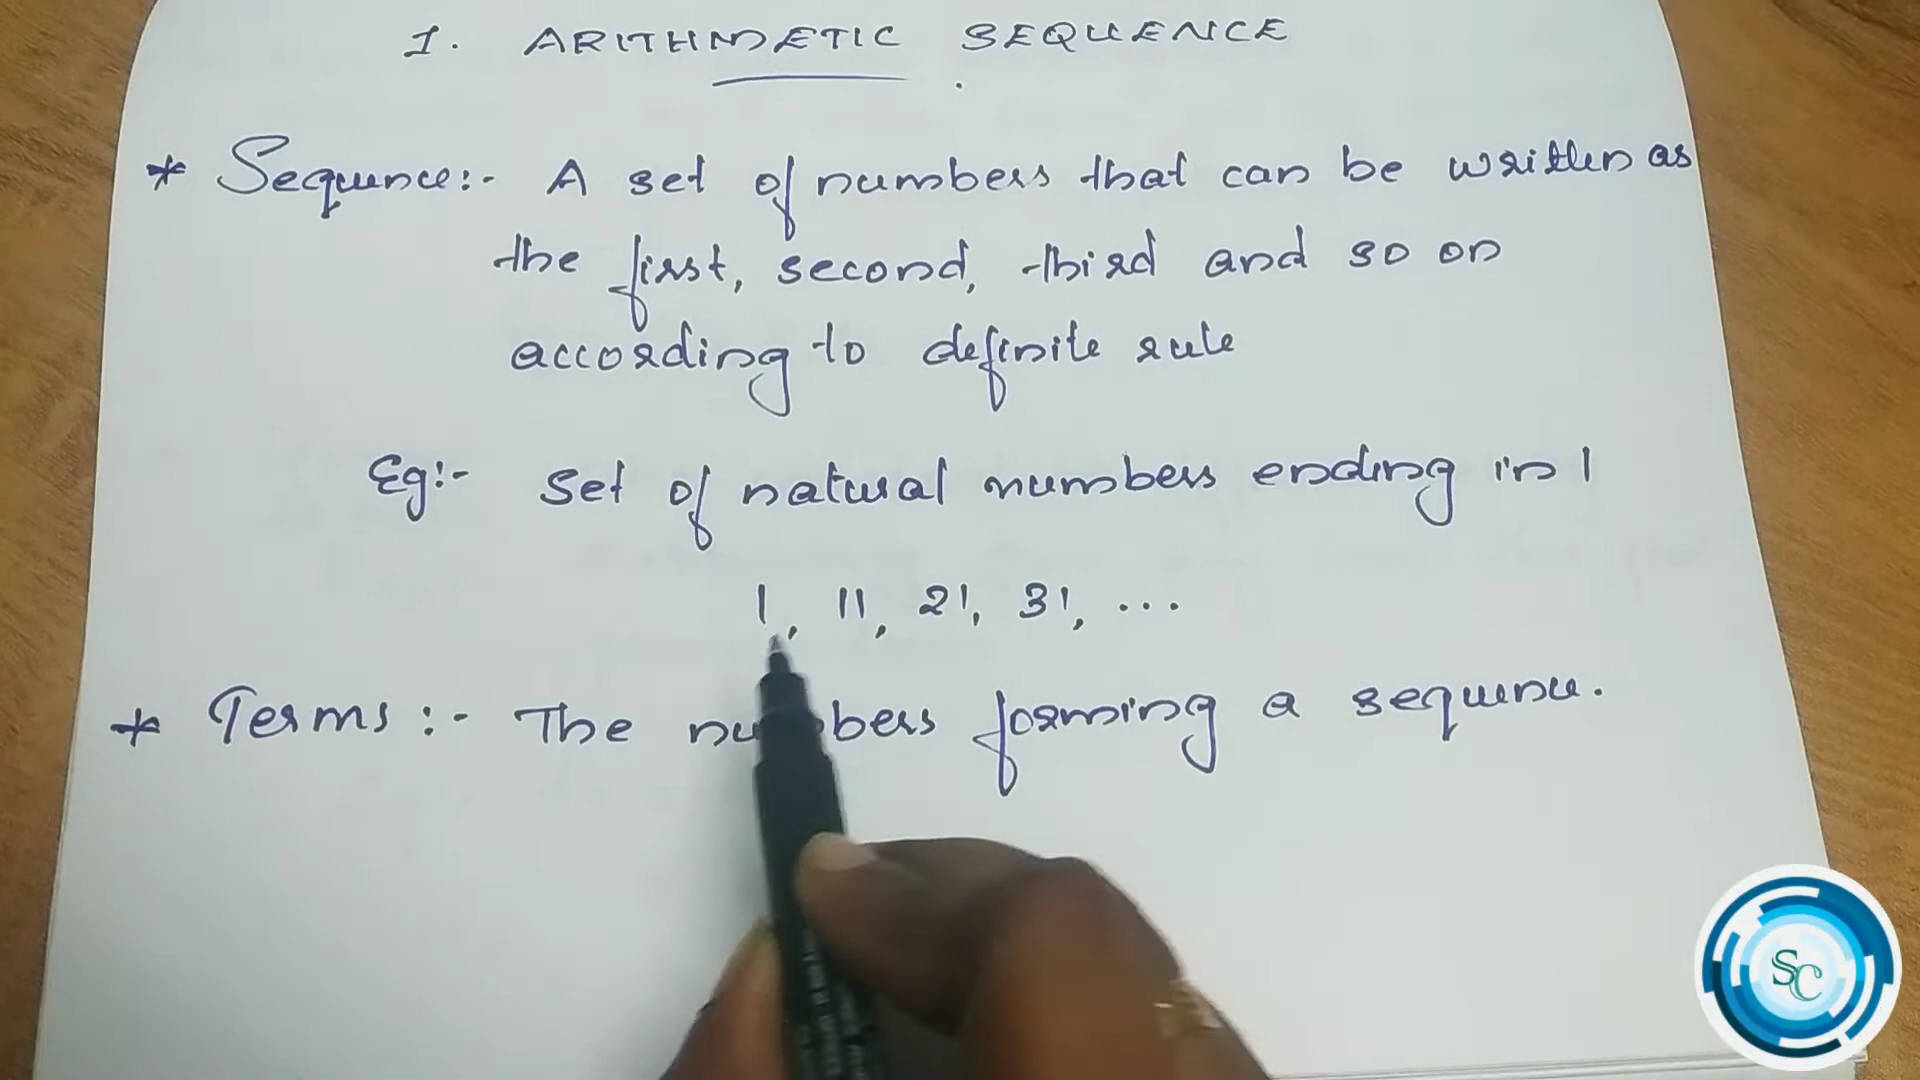 1. ARITHMETIC SEQUENCE
* Sequence:- A set of numbers that can be written as
the first, second, third and so on
according to definite rule
Eg:- Set of natural numbers ending in 1
1, 11, 21, 31, ...
* Terms:- The numbers forming a sequence.
SC